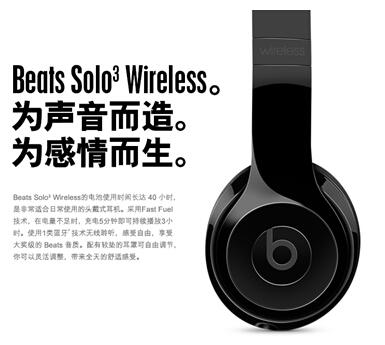 Beats Solo³ Wireless。
为声音而造。
为感情而生。
Beats Solo³ Wireless的电池使用时间长达 40 小时，
是非常适合日常使用的头戴式耳机。采用Fast Fuel
技术，在电量不足时，充电5分钟即可持续播放3小
时。使用1类蓝牙技术无线聆听，感受自由，享受
大奖级的 Beats 音质。配有软垫的耳罩可自由调节，
你可以灵活调整，带来全天的舒适感受。
wireless
b